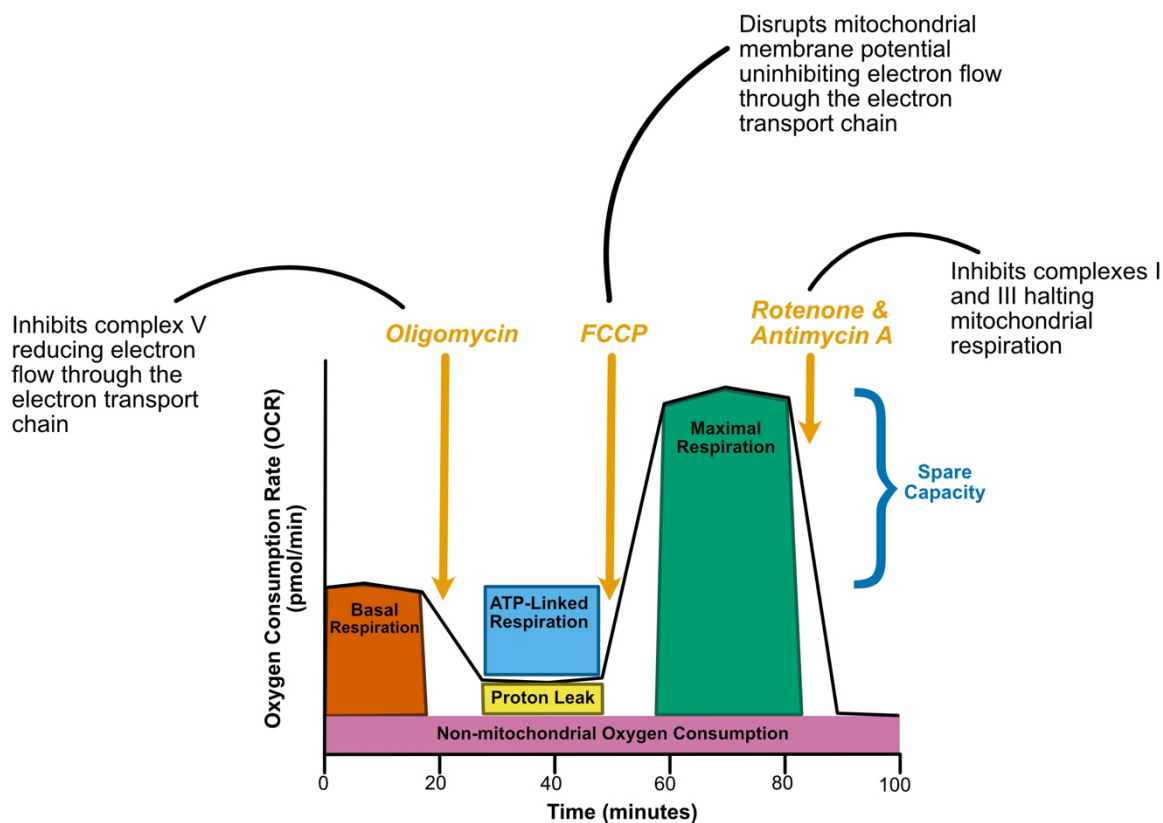 Disrupts mitochondrial
membrane potential
uninhibiting electron flow
through the electron
transport chain
Inhibits complex V
reducing electron
flow through the
electron transport
chain
Oligomycin
FCCP
Rotenone &
Antimycin A
Inhibits complexes I
and III halting
mitochondrial
respiration
Oxygen Consumption Rate (OCR)
(pmol/min)
Basal
Respiration
ATP-Linked
Respiration
Proton Leak
Maximal
Respiration
Spare
Capacity
Non-mitochondrial Oxygen Consumption
0
20
40
60
80
100
Time (minutes)